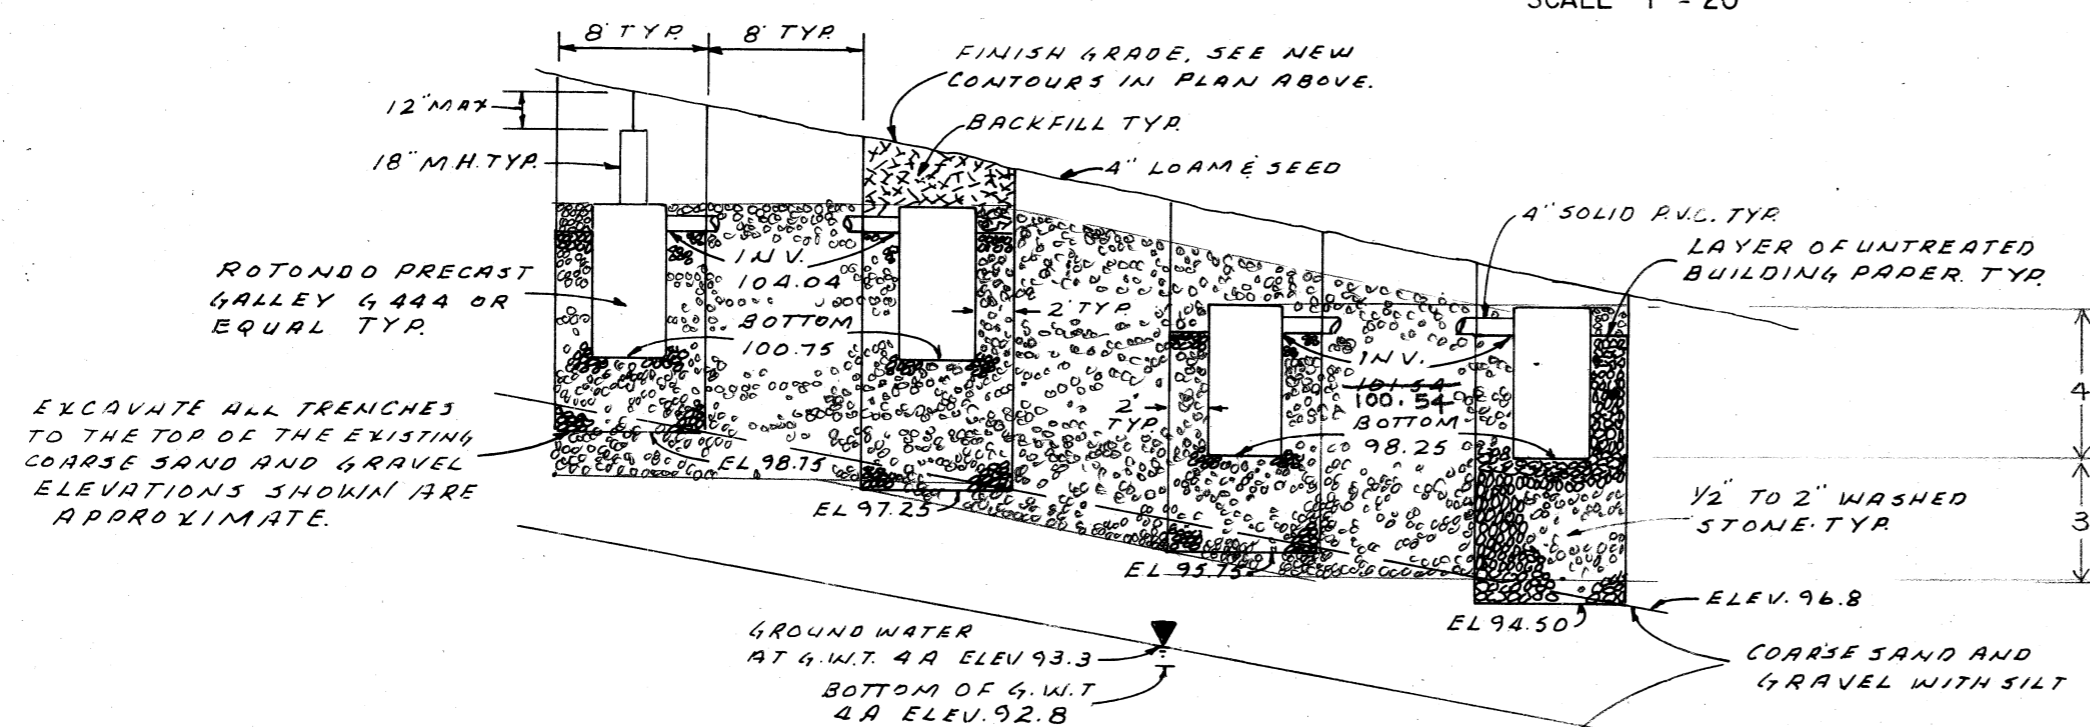 SCALE 1" = 20'
8' TYP.
8' TYP.
FINISH GRADE, SEE NEW
CONTOURS IN PLAN ABOVE.
12" MAX
BACKFILL TYP.
18" M.H. TYP.
4" LOAM & SEED
4" SOLID P.V.C. TYP.
LAYER OF UNTREATED
BUILDING PAPER. TYP.
ROTONDO PRECAST
GALLEY G444 OR
EQUAL TYP.
INV.
104.04
BOTTOM
100.75
2' TYP.
INV.
101.54
100.54
BOTTOM
98.25
2'
TYP.
4
3
EXCAVATE ALL TRENCHES
TO THE TOP OF THE EXISTING
COARSE SAND AND GRAVEL
ELEVATIONS SHOWN ARE
APPROXIMATE.
EL 98.75
EL 97.25
EL 95.75
EL 94.50
1/2" TO 2" WASHED
STONE. TYP.
ELEV. 96.8
GROUND WATER
AT G.W.T. 4A ELEV 93.3
BOTTOM OF G.W.T
4A ELEV. 92.8
COARSE SAND AND
GRAVEL WITH SILT